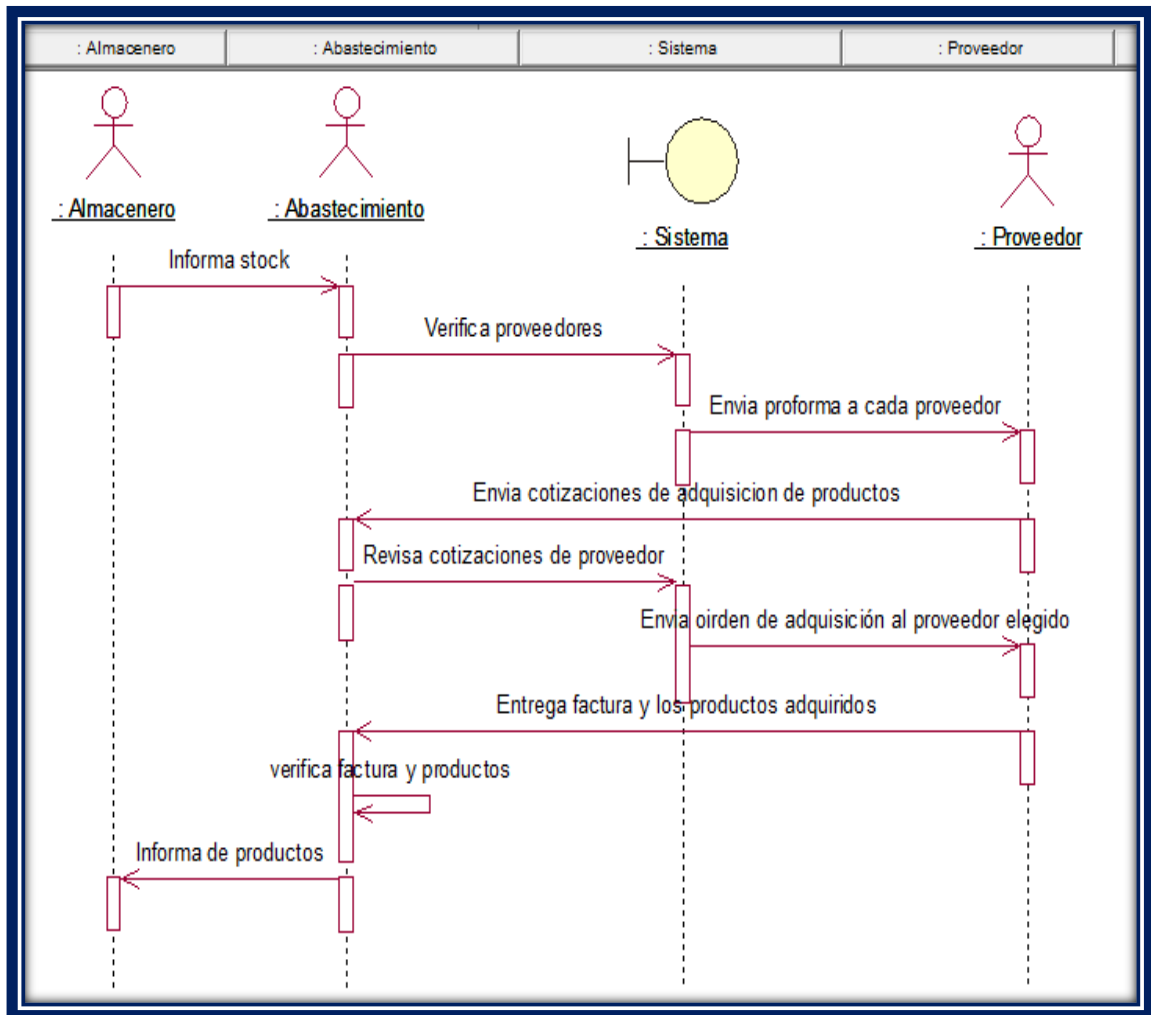 : Almacenero
: Abastecimiento
: Sistema
: Proveedor
: Almacenero
: Abastecimiento
: Sistema
: Proveedor
Informa stock
Verifica proveedores
Envia proforma a cada proveedor
Envia cotizaciones de adquisicion de productos
Revisa cotizaciones de proveedor
Envia oirden de adquisición al proveedor elegido
Entrega factura y los productos adquiridos
verifica factura y productos
Informa de productos